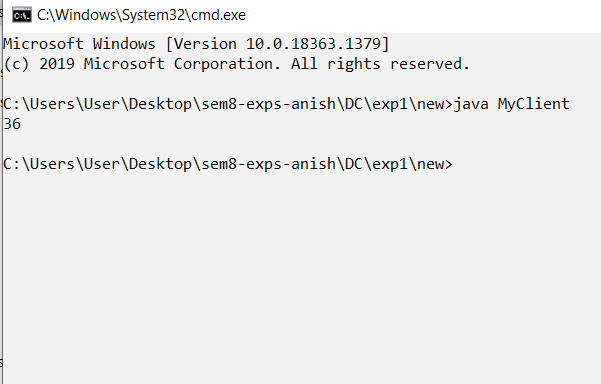 C:\Windows\System32\cmd.exe
Microsoft Windows [Version 10.0.18363.1379]
(c) 2019 Microsoft Corporation. All rights reserved.
C:\Users\User\Desktop\sem8-exps-anish\DC\exp1\new>java MyClient
36
C:\Users\User\Desktop\sem8-exps-anish\DC\exp1\new>